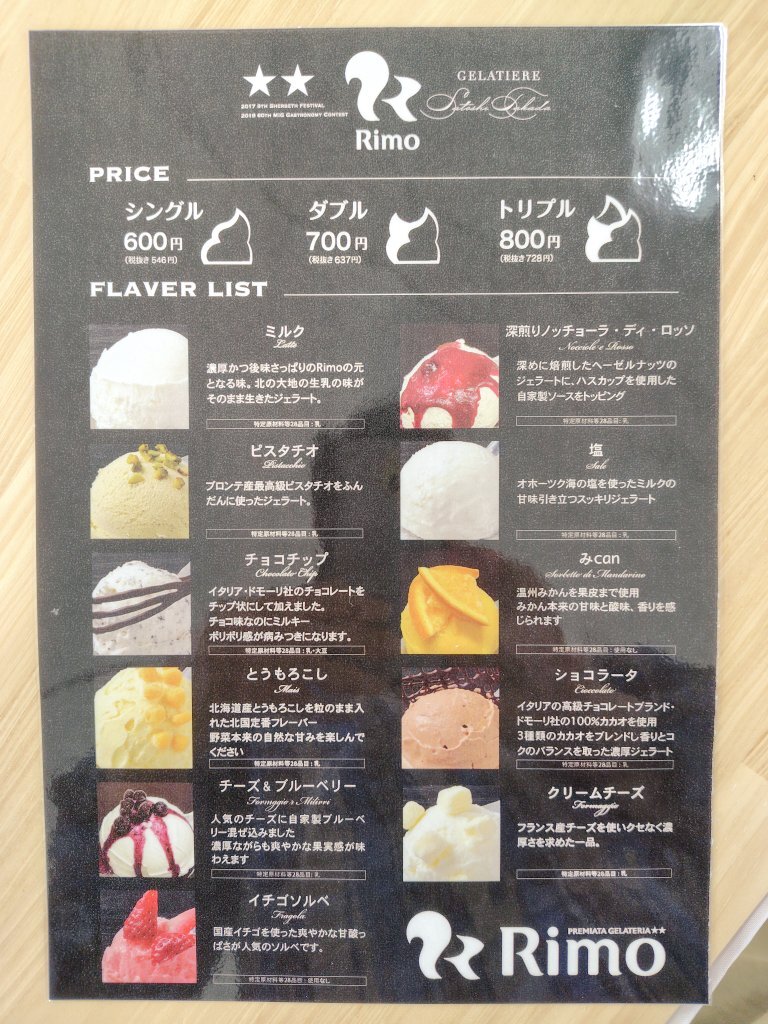 2017 9th Sherbeth Festival
2019 60th MIG Gastronomy Contest
Rimo
GELATIERE
Satoshi Takada
PRICE
シングル
600円
(税抜き546円)
ダブル
700円
(税抜き637円)
トリプル
800円
(税抜き728円)
FLAVER LIST
ミルク
Latte
濃厚かつ後味さっぱりのRimoの元
となる味。北の大地の生乳の味が
そのまま生きたジェラート。
特定原材料等28品目：乳
ピスタチオ
Pistacchio
ブロンテ産最高級ピスタチオをふん
だんに使ったジェラート。
特定原材料等28品目：乳
チョコチップ
Chocolate Chip
イタリア・ドモーリ社のチョコレートを
チップ状にして加えました。
チョコ味なのにミルキー
ポリポリ感が病みつきになります。
特定原材料等28品目：乳・大豆
とうもろこし
Mais
北海道産とうもろこしを粒のまま入
れた北国定番フレーバー
野菜本来の自然な甘みを楽しんで
ください
特定原材料等28品目：乳
チーズ&ブルーベリー
Formggie's Milirri
人気のチーズに自家製ブルーベ
リー混ぜ込みました
濃厚ながらも爽やかな果実感が味
わえます
特定原材料等28品目：乳
イチゴソルベ
Fragola
国産イチゴを使った爽やかな甘酸っ
ぱさが人気のソルベです。
特定原材料等28品目：使用なし
深煎りノッチョーラ・ディ・ロッソ
Nocciole e Rosso
深めに焙煎したヘーゼルナッツの
ジェラートに、ハスカップを使用した
自家製ソースをトッピング
特定原材料等28品目：乳
塩
Sale
オホーツク海の塩を使ったミルクの
甘味引き立つスッキリジェラート
特定原材料等28品目：乳
みcan
Sorbetto di Mandarino
温州みかんを果皮まで使用
みかん本来の甘味と酸味、香りを感
じられます
特定原材料等28品目：使用なし
ショコラータ
Cioccolato
イタリアの高級チョコレートブランド・
ドモーリ社の100%カカオを使用
3種類のカカオをブレンドし香りとコ
クのバランスを取った濃厚ジェラート
特定原材料等28品目：乳
クリームチーズ
Formaggio
フランス産チーズを使いクセなく濃
厚さを求めた一品。
特定原材料等28品目：乳
PREMIATA GELATERIA★★
Rimo